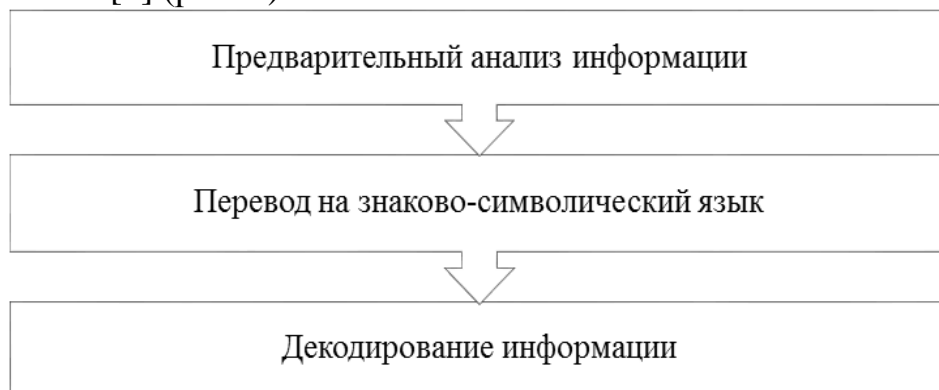 Предварительный анализ информации
Перевод на знаково-символический язык
Декодирование информации